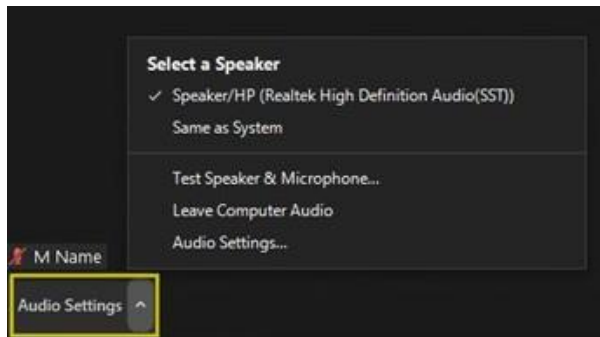 Select a Speaker
Speaker/HP (Realtek High Definition Audio(SST))
Same as System
Test Speaker & Microphone...
Leave Computer Audio
Audio Settings...
M Name
Audio Settings